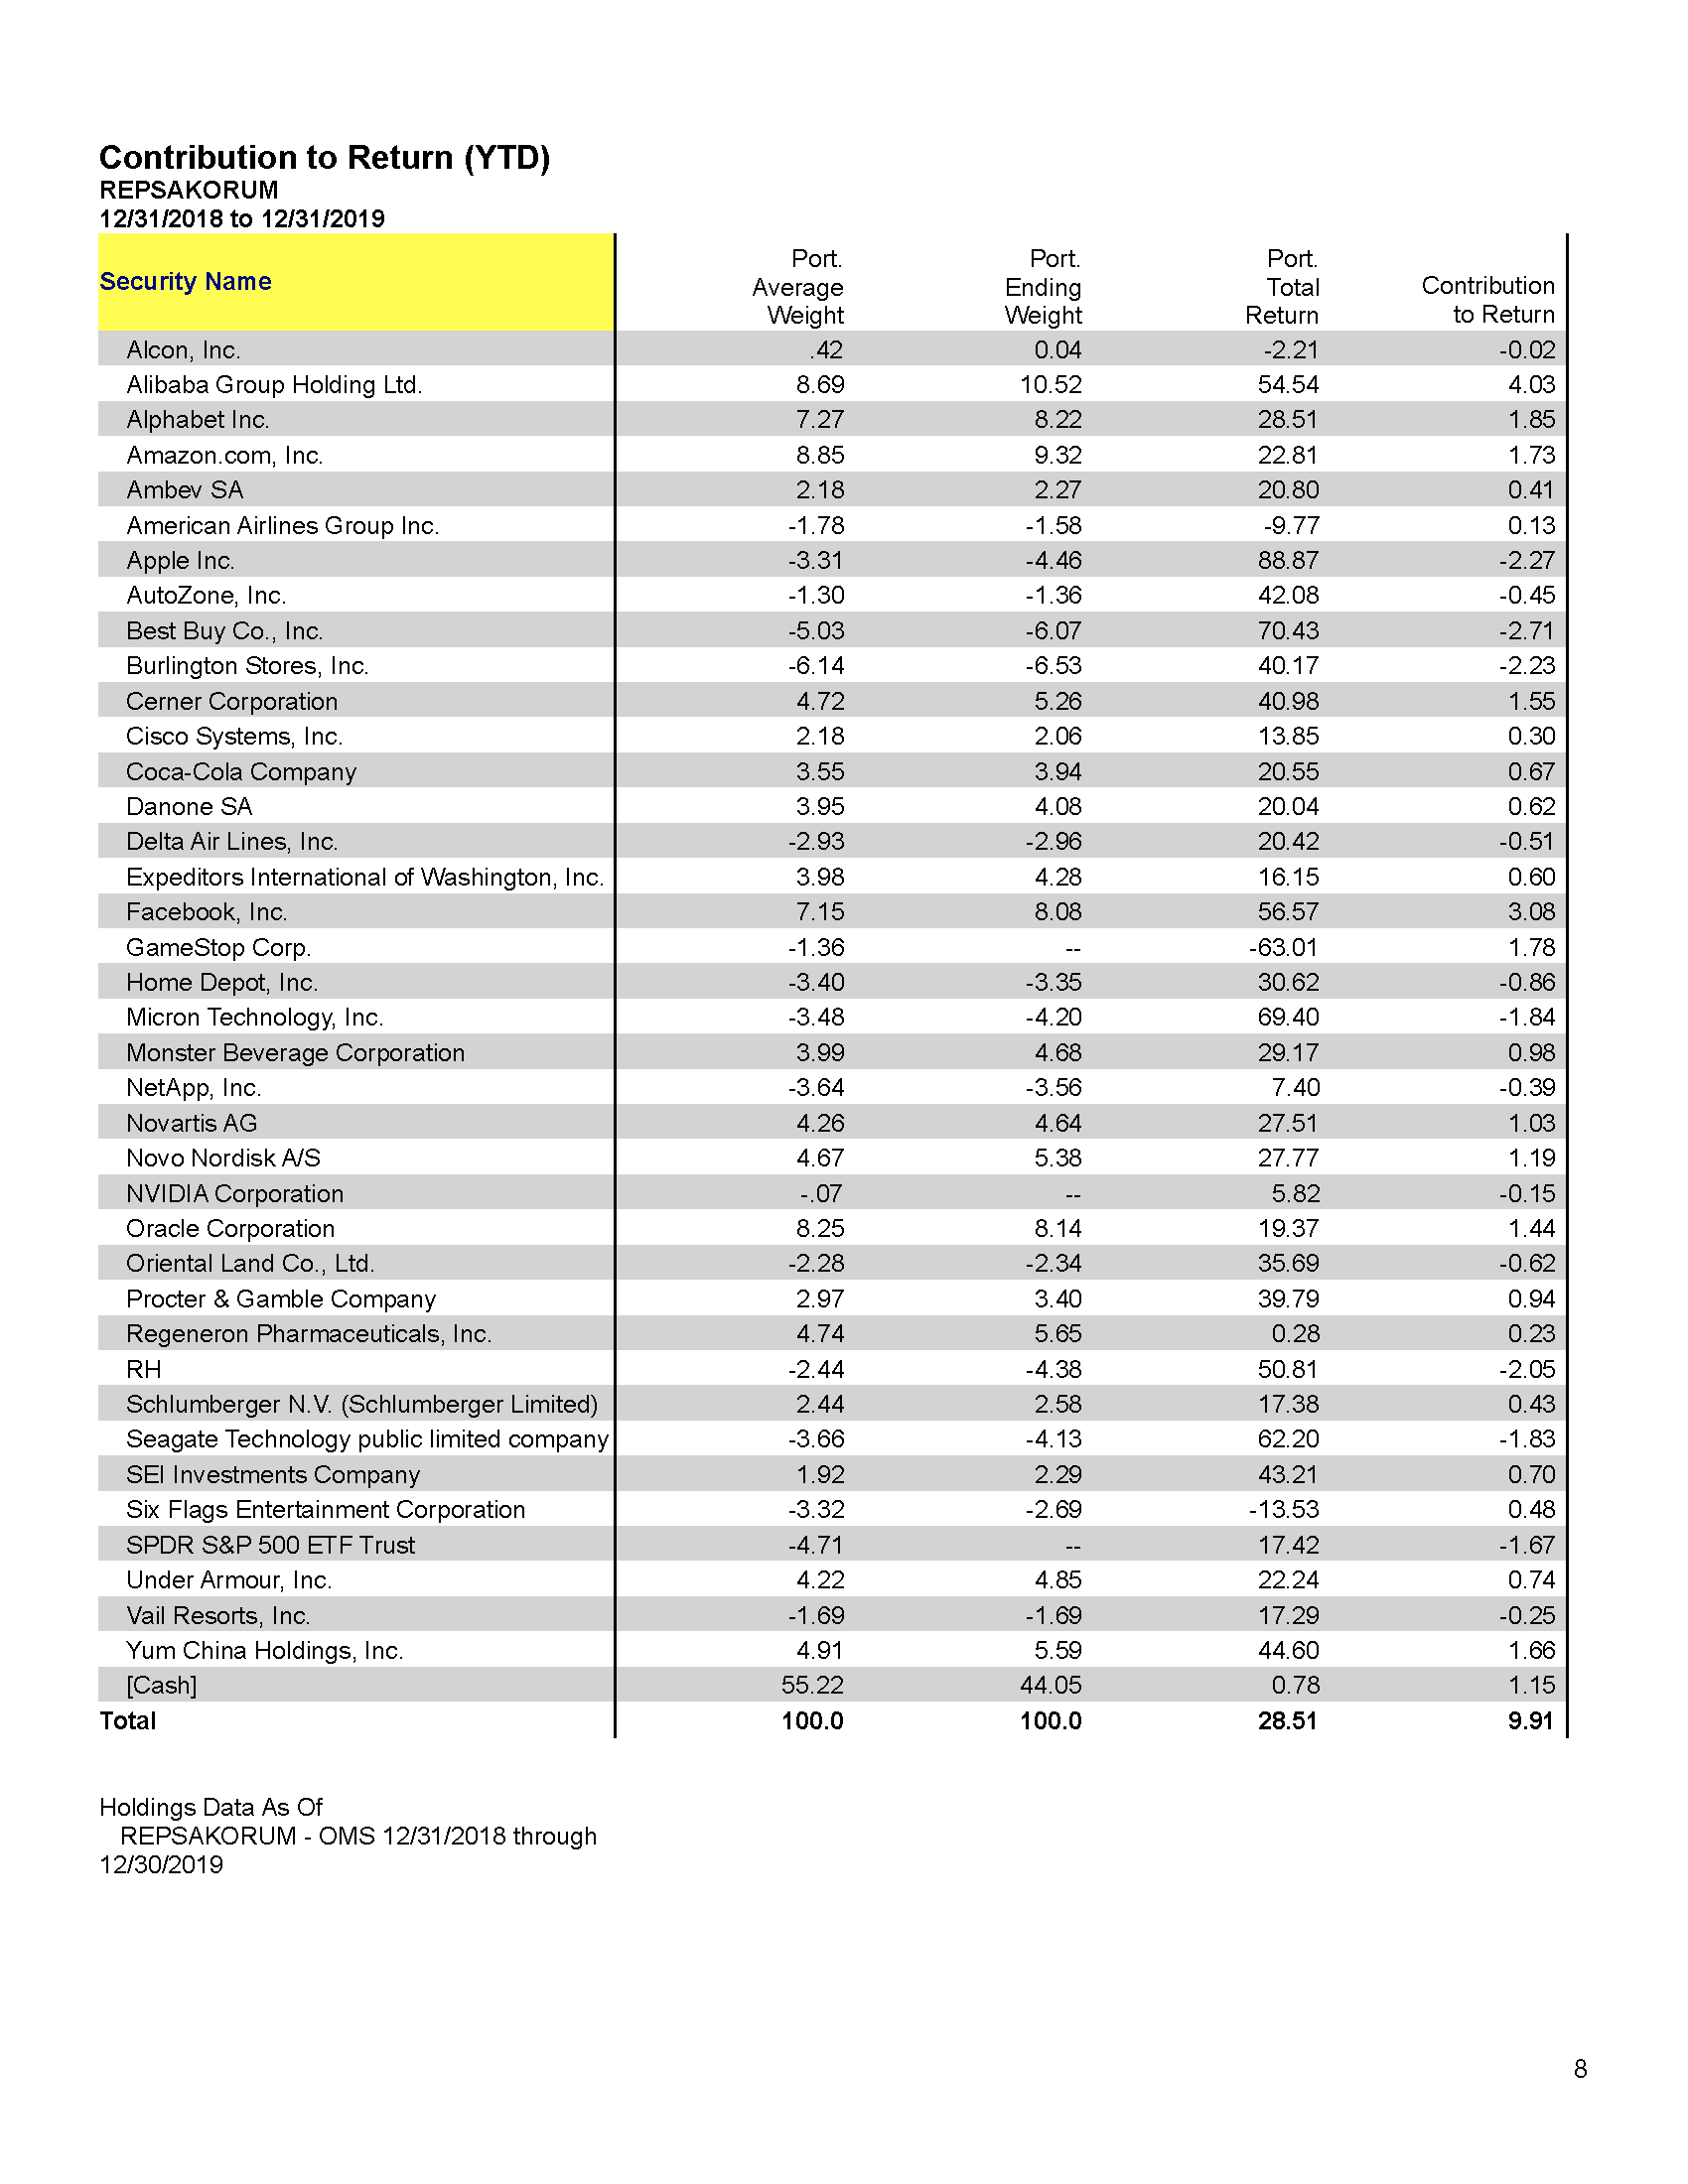 Contribution to Return (YTD)
REPSAKORUM
12/31/2018 to 12/31/2019
Security Name Port. Average Weight Port. Ending Weight Port. Total Return Contribution to Return
Alcon, Inc. .42 0.04 -2.21 -0.02
Alibaba Group Holding Ltd. 8.69 10.52 54.54 4.03
Alphabet Inc. 7.27 8.22 28.51 1.85
Amazon.com, Inc. 8.85 9.32 22.81 1.73
Ambev SA 2.18 2.27 20.80 0.41
American Airlines Group Inc. -1.78 -1.58 -9.77 0.13
Apple Inc. -3.31 -4.46 88.87 -2.27
AutoZone, Inc. -1.30 -1.36 42.08 -0.45
Best Buy Co., Inc. -5.03 -6.07 70.43 -2.71
Burlington Stores, Inc. -6.14 -6.53 40.17 -2.23
Cerner Corporation 4.72 5.26 40.98 1.55
Cisco Systems, Inc. 2.18 2.06 13.85 0.30
Coca-Cola Company 3.55 3.94 20.55 0.67
Danone SA 3.95 4.08 20.04 0.62
Delta Air Lines, Inc. -2.93 -2.96 20.42 -0.51
Expeditors International of Washington, Inc. 3.98 4.28 16.15 0.60
Facebook, Inc. 7.15 8.08 56.57 3.08
GameStop Corp. -1.36 -- -63.01 1.78
Home Depot, Inc. -3.40 -3.35 30.62 -0.86
Micron Technology, Inc. -3.48 -4.20 69.40 -1.84
Monster Beverage Corporation 3.99 4.68 29.17 0.98
NetApp, Inc. -3.64 -3.56 7.40 -0.39
Novartis AG 4.26 4.64 27.51 1.03
Novo Nordisk A/S 4.67 5.38 27.77 1.19
NVIDIA Corporation -.07 -- 5.82 -0.15
Oracle Corporation 8.25 8.14 19.37 1.44
Oriental Land Co., Ltd. -2.28 -2.34 35.69 -0.62
Procter & Gamble Company 2.97 3.40 39.79 0.94
Regeneron Pharmaceuticals, Inc. 4.74 5.65 0.28 0.23
RH -2.44 -4.38 50.81 -2.05
Schlumberger N.V. (Schlumberger Limited) 2.44 2.58 17.38 0.43
Seagate Technology public limited company -3.66 -4.13 62.20 -1.83
SEI Investments Company 1.92 2.29 43.21 0.70
Six Flags Entertainment Corporation -3.32 -2.69 -13.53 0.48
SPDR S&P 500 ETF Trust -4.71 -- 17.42 -1.67
Under Armour, Inc. 4.22 4.85 22.24 0.74
Vail Resorts, Inc. -1.69 -1.69 17.29 -0.25
Yum China Holdings, Inc. 4.91 5.59 44.60 1.66
[Cash] 55.22 44.05 0.78 1.15
Total 100.0 100.0 28.51 9.91
Holdings Data As Of
REPSAKORUM - OMS 12/31/2018 through
12/30/2019
8